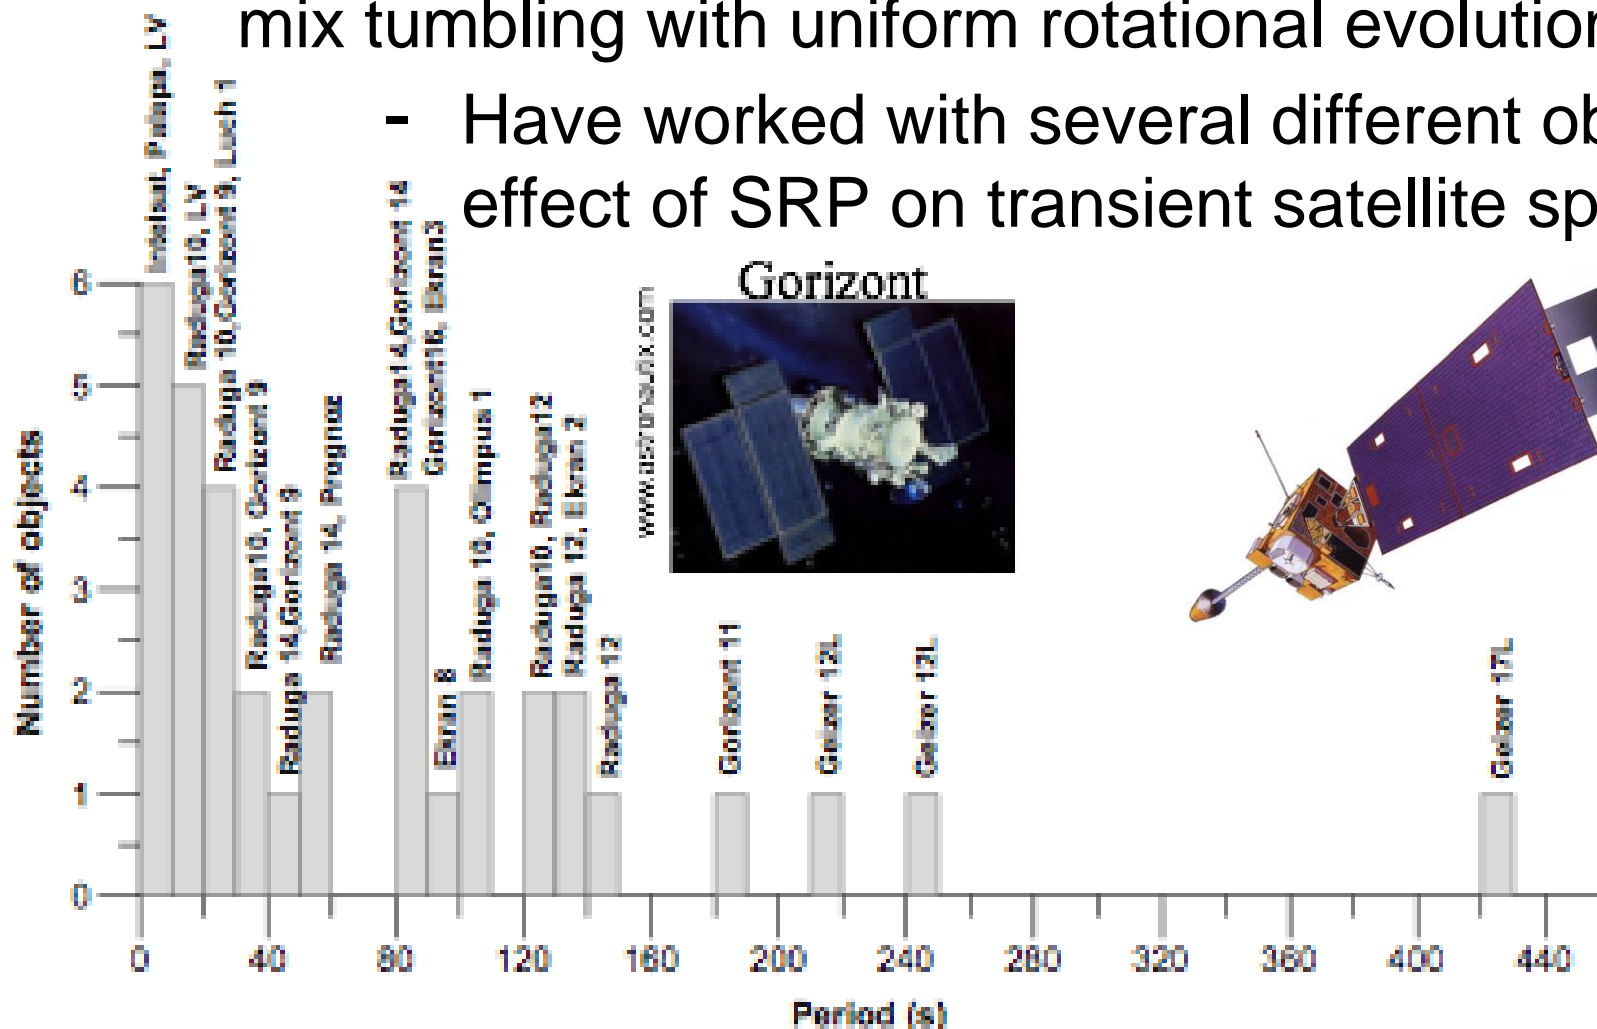 mix tumbling with uniform rotational evolution
- Have worked with several different ob
effect of SRP on transient satellite sp
Intelsat, Palapa, LV
Raduga10, LV
Raduga 10,Gorizont 9, Luch 1
Raduga10, Gorizont 9
Raduga 14,Gorizont 9
Raduga 14, Prognoz
Raduga14,Gorizont 14
Gorizont16, Ekran3
Ekran 8
Raduga 10, Olimpus 1
Raduga10, Raduga12
Raduga 12, Ekran 2
Raduga 12
Gorizont 11
Geizer 12L
Geizer 12L
Geizer 17L
Gorizont
www.astronautix.com
Number of objects
6
5
4
3
2
1
0
0 40 80 120 160 200 240 280 320 360 400 440
Period (s)